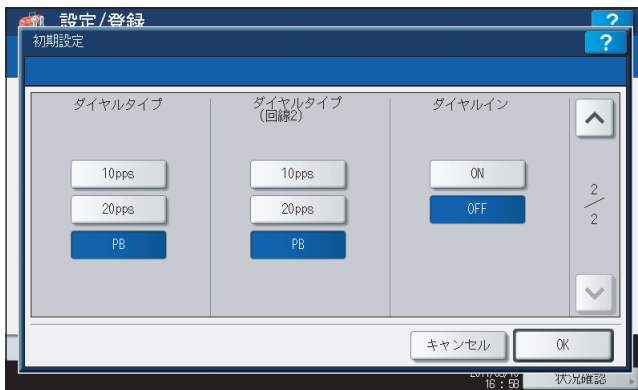 設定/登録
?
初期設定
?
ダイヤルタイプ
ダイヤルタイプ
(回線2)
ダイヤルイン
10pps
10pps
ON
20pps
20pps
OFF
PB
PB
2
2
キャンセル
OK
16:58
状況確認